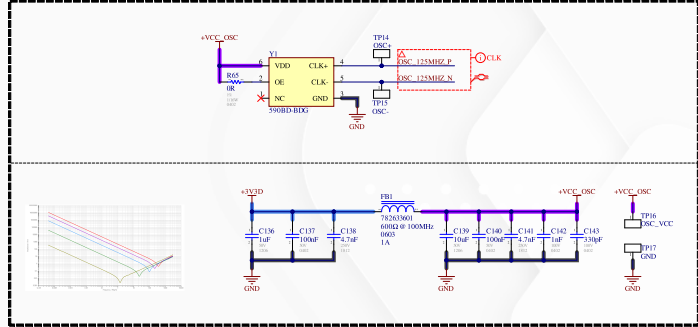 +VCC_OSC
TP14
OSC+
Y1
6 VDD CLK+ 4
OSC_125MHZ_P
CLK
R65
0R
2 OE CLK- 5
OSC_125MHZ_N
NC GND 3
590BD-BDG
TP15
OSC-
GND
+3V3D
FB1
+VCC_OSC
+VCC_OSC
782633601
600Ω @ 100MHz
0603
1A
TP16
OSC_VCC
C136
1uF
C137
100nF
C138
4.7nF
C139
10uF
C140
100nF
C141
4.7nF
C142
1nF
C143
330pF
TP17
GND
GND
GND
GND